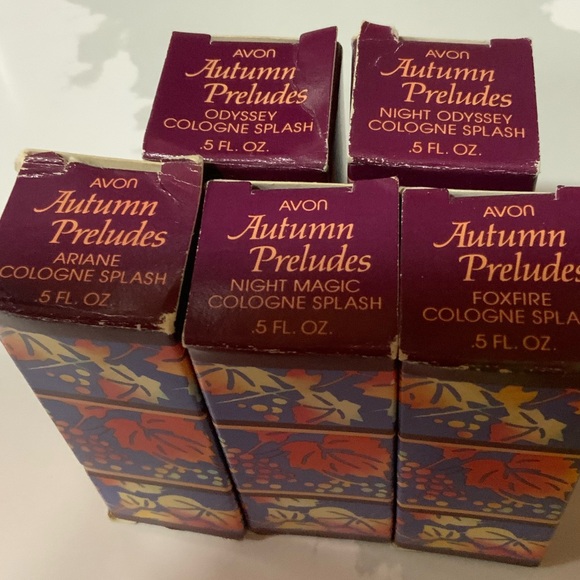 AVON
Autumn
Preludes
ODYSSEY
COLOGNE SPLASH
.5 FL. OZ.
AVON
Autumn
Preludes
NIGHT ODYSSEY
COLOGNE SPLASH
.5 FL. OZ.
AVON
Autumn
Preludes
ARIANE
COLOGNE SPLASH
.5 FL. OZ.
AVON
Autumn
Preludes
NIGHT MAGIC
COLOGNE SPLASH
.5 FL. OZ.
AVON
Autumn
Preludes
FOXFIRE
COLOGNE SPLA
.5 FL. OZ.